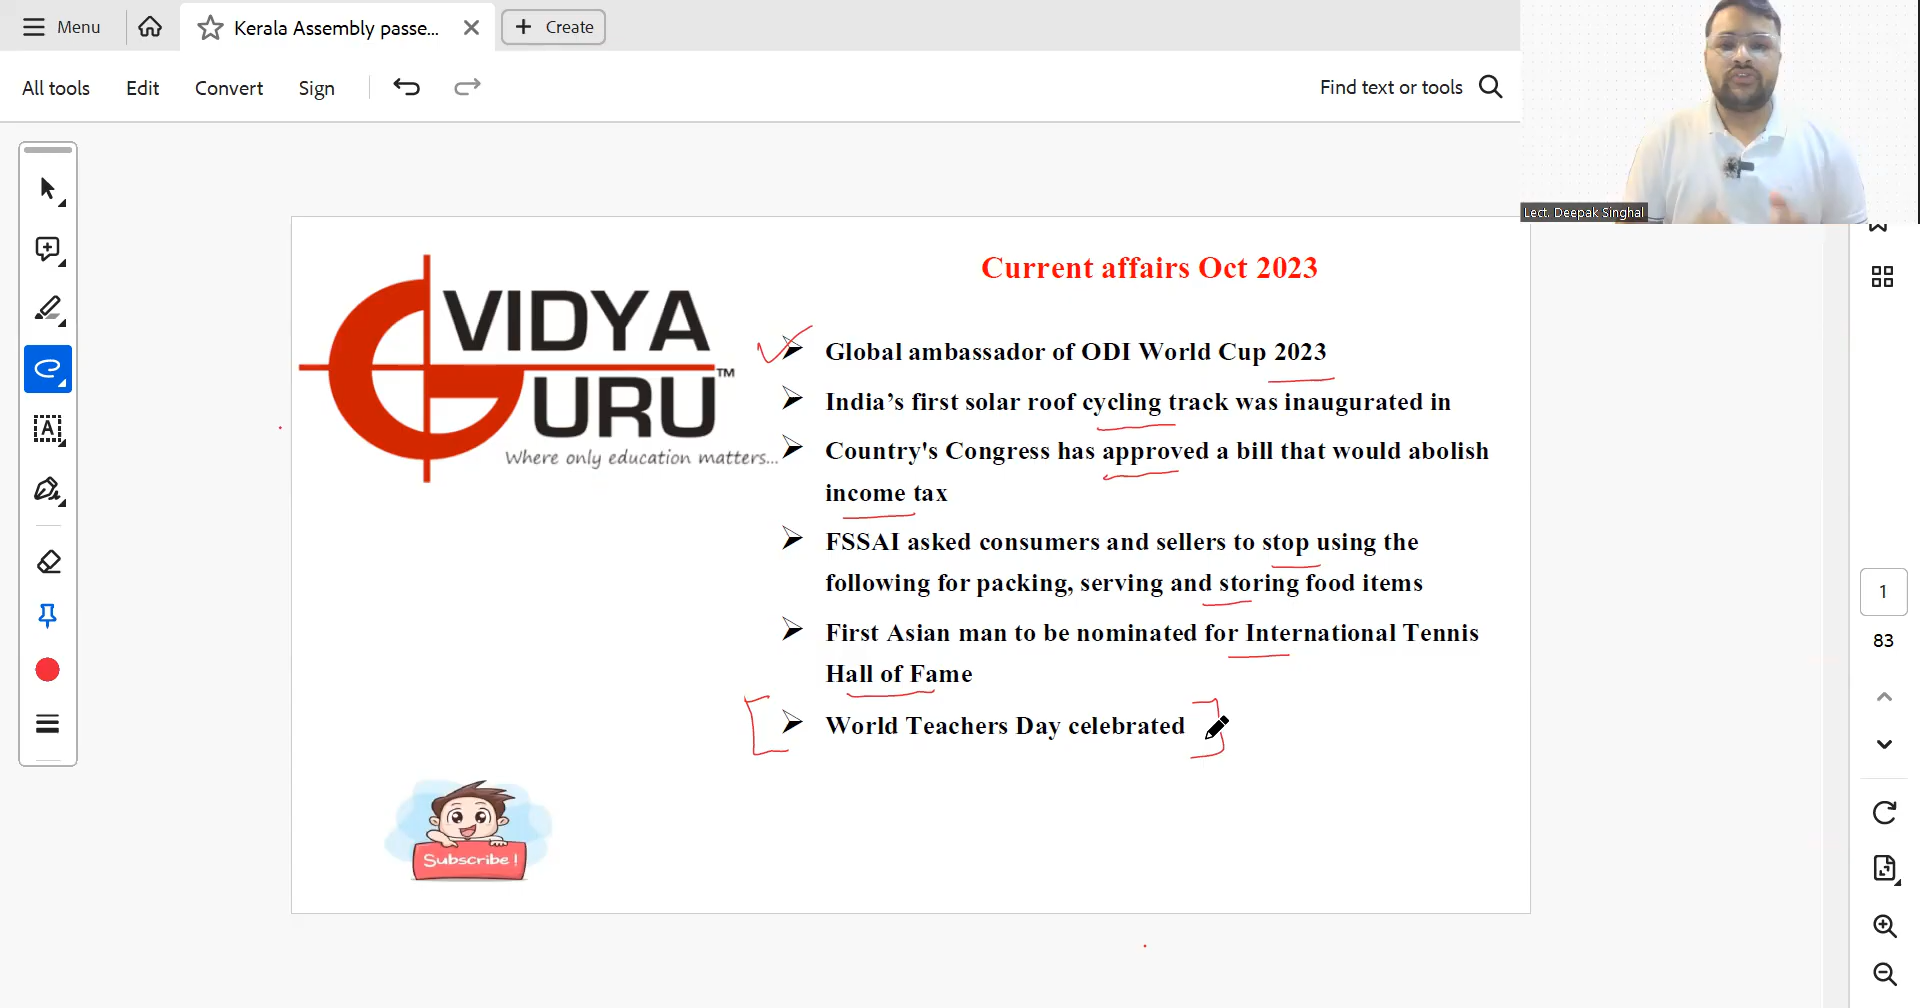 Menu
Kerala Assembly passe...
Create
All tools
Edit
Convert
Sign
Find text or tools
Lect. Deepak Singhal
VIDYA
GURU
TM
Where only education matters...
Current affairs Oct 2023
Global ambassador of ODI World Cup 2023
India’s first solar roof cycling track was inaugurated in
Country's Congress has approved a bill that would abolish
income tax
FSSAI asked consumers and sellers to stop using the
following for packing, serving and storing food items
First Asian man to be nominated for International Tennis
Hall of Fame
World Teachers Day celebrated
Subscribe !
1
83